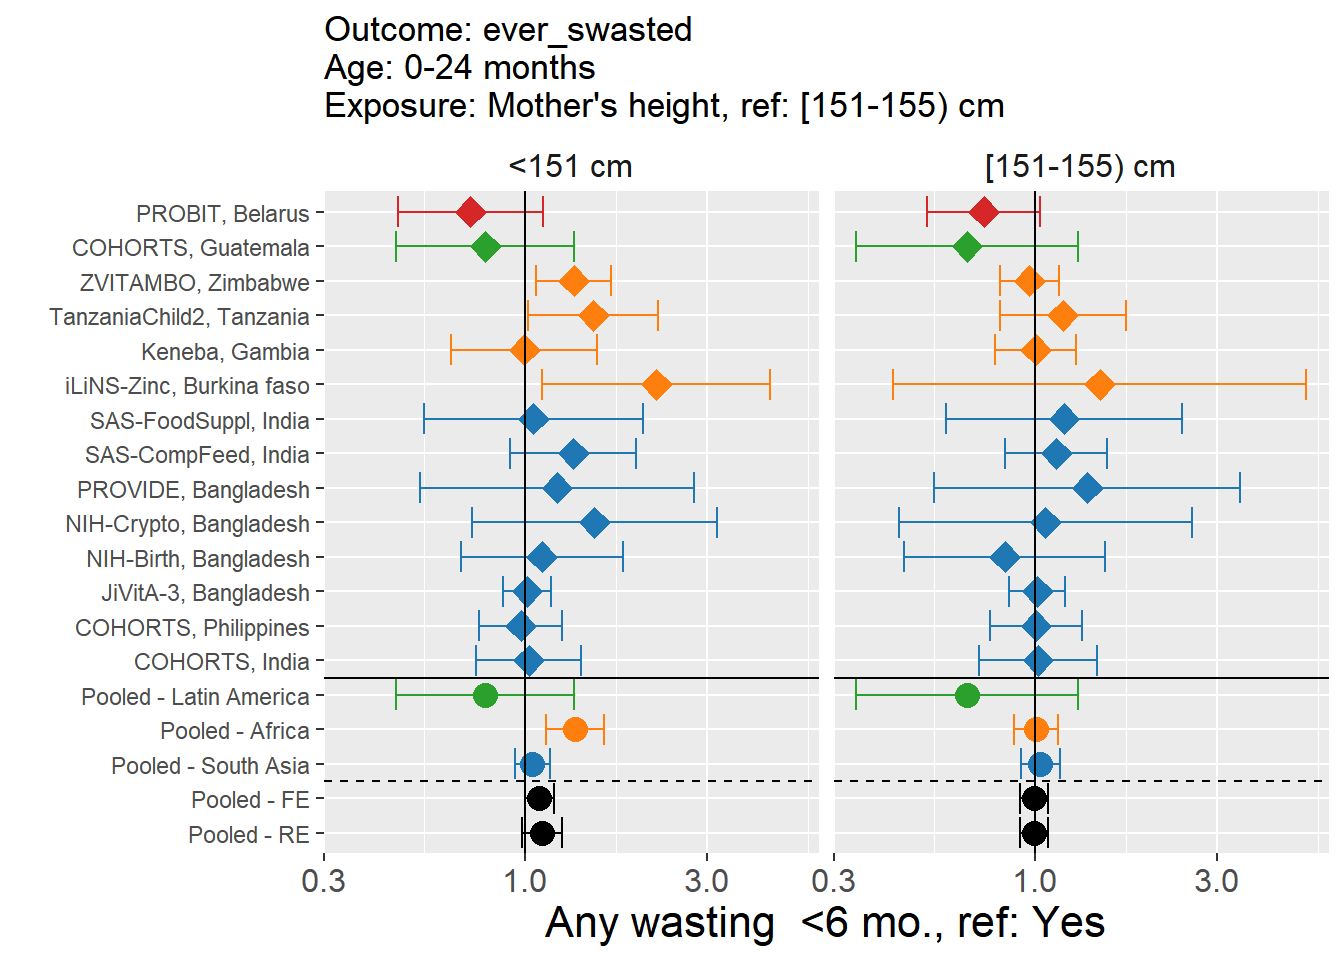 Outcome: ever_swasted
Age: 0-24 months
Exposure: Mother's height, ref: [151-155) cm
<151 cm
[151-155) cm
PROBIT, Belarus
COHORTS, Guatemala
ZVITAMBO, Zimbabwe
TanzaniaChild2, Tanzania
Keneba, Gambia
iLiNS-Zinc, Burkina faso
SAS-FoodSuppl, India
SAS-CompFeed, India
PROVIDE, Bangladesh
NIH-Crypto, Bangladesh
NIH-Birth, Bangladesh
JiVitA-3, Bangladesh
COHORTS, Philippines
COHORTS, India
Pooled - Latin America
Pooled - Africa
Pooled - South Asia
Pooled - FE
Pooled - RE
0.3 1.0 3.0 0.3 1.0 3.0
Any wasting  <6 mo., ref: Yes